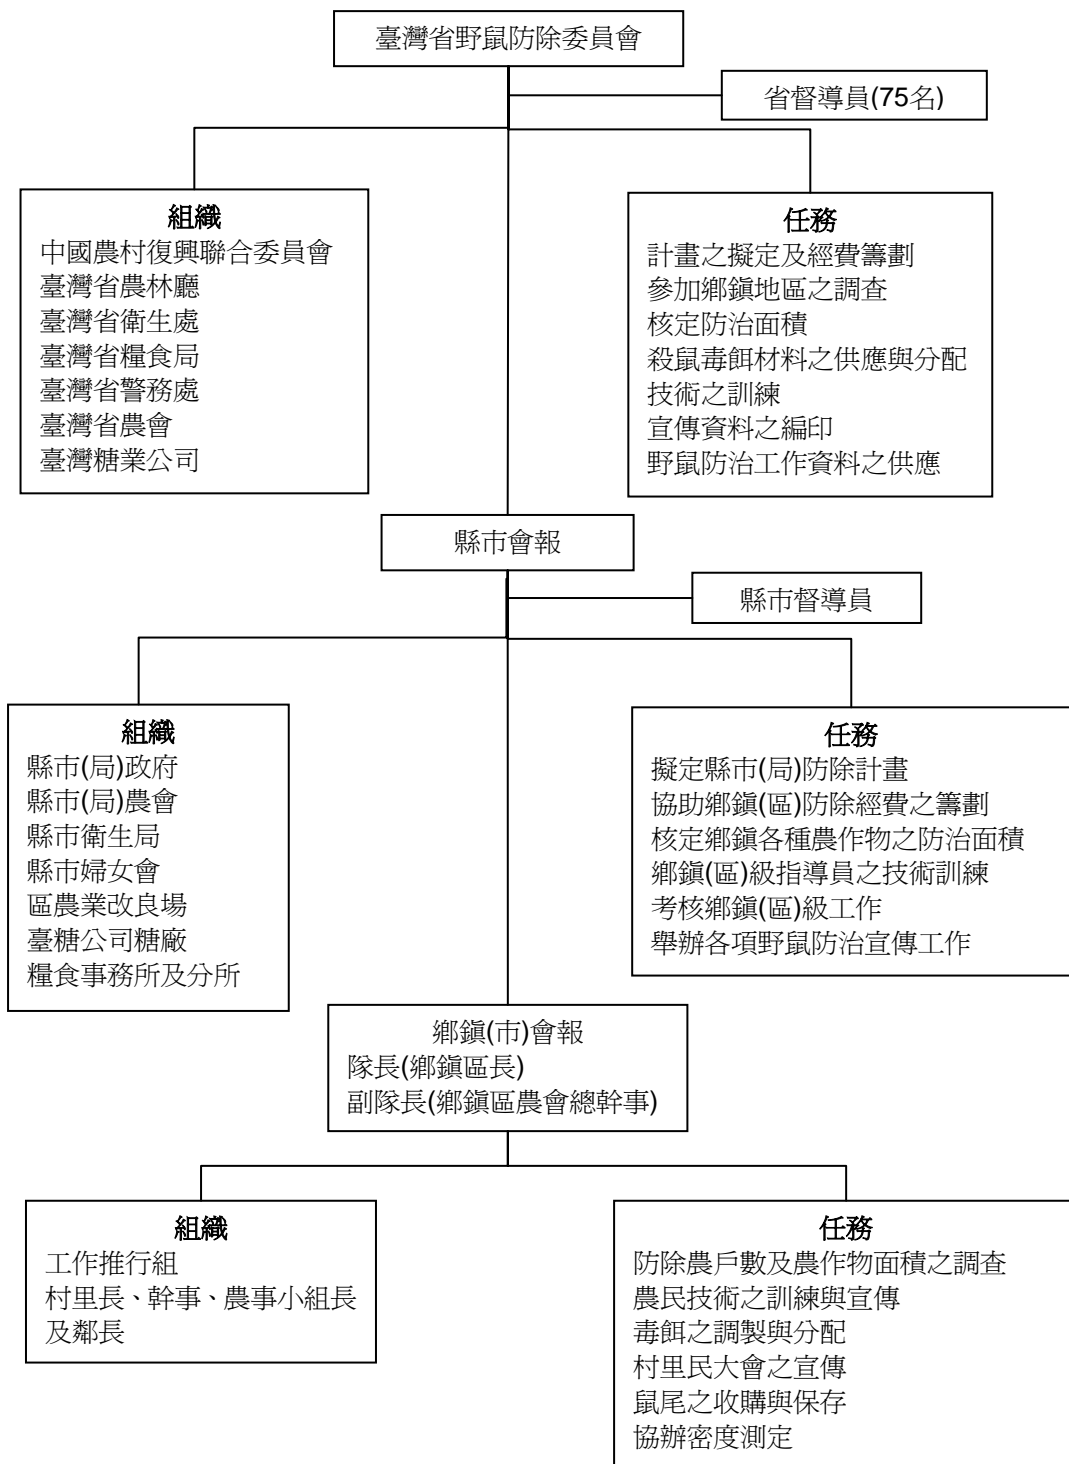 臺灣省野鼠防除委員會
省督導員(75名)
組織
中國農村復興聯合委員會
臺灣省農林廳
臺灣省衛生處
臺灣省糧食局
臺灣省警務處
臺灣省農會
臺灣糖業公司
任務
計畫之擬定及經費籌劃
參加鄉鎮地區之調查
核定防治面積
殺鼠毒餌材料之供應與分配
技術之訓練
宣傳資料之編印
野鼠防治工作資料之供應
縣市會報
縣市督導員
組織
縣市(局)政府
縣市(局)農會
縣市衛生局
縣市婦女會
區農業改良場
臺糖公司糖廠
糧食事務所及分所
任務
擬定縣市(局)防除計畫
協助鄉鎮(區)防除經費之籌劃
核定鄉鎮各種農作物之防治面積
鄉鎮(區)級指導員之技術訓練
考核鄉鎮(區)級工作
舉辦各項野鼠防治宣傳工作
鄉鎮(市)會報
隊長(鄉鎮區長)
副隊長(鄉鎮區農會總幹事)
組織
工作推行組
村里長、幹事、農事小組長
及鄰長
任務
防除農戶數及農作物面積之調查
農民技術之訓練與宣傳
毒餌之調製與分配
村里民大會之宣傳
鼠尾之收購與保存
協辦密度測定